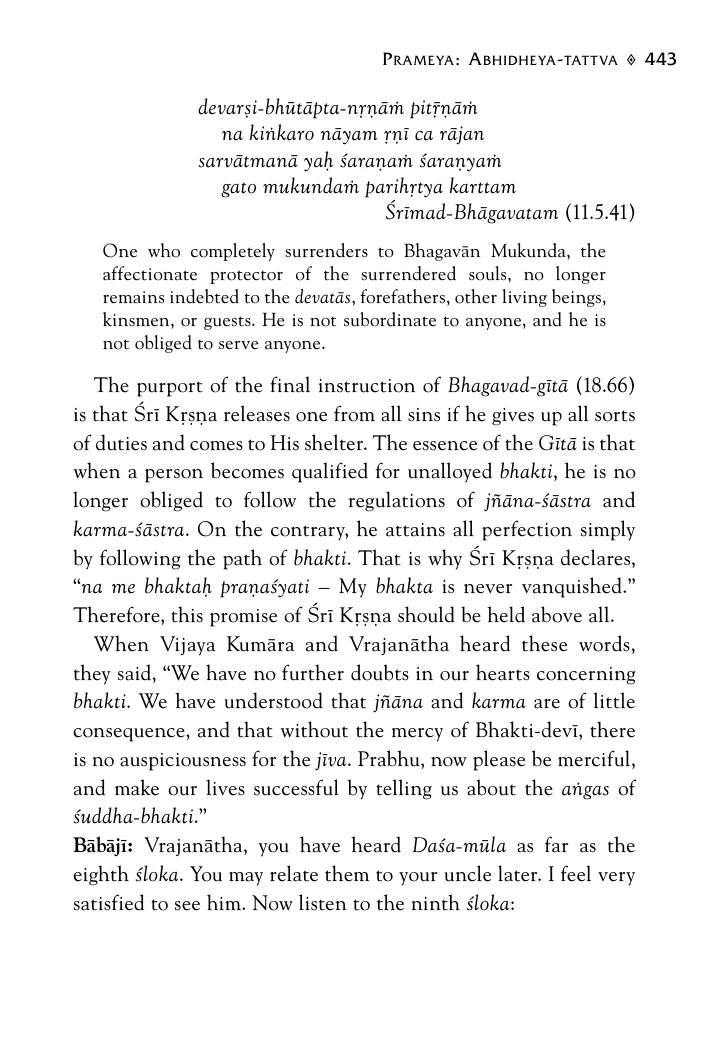 Prameya: Abhidheya-tattva ◊ 443
devarṣi-bhūtāpta-nṛṇāṁ pitṝṇāṁ
na kiṅkaro nāyam ṛṇī ca rājan
sarvātmanā yaḥ śaraṇaṁ śaraṇyaṁ
gato mukundaṁ parihṛtya karttam
Śrīmad-Bhāgavatam (11.5.41)
One who completely surrenders to Bhagavān Mukunda, the
affectionate protector of the surrendered souls, no longer
remains indebted to the devatās, forefathers, other living beings,
kinsmen, or guests. He is not subordinate to anyone, and he is
not obliged to serve anyone.
The purport of the final instruction of Bhagavad-gītā (18.66)
is that Śrī Kṛṣṇa releases one from all sins if he gives up all sorts
of duties and comes to His shelter. The essence of the Gītā is that
when a person becomes qualified for unalloyed bhakti, he is no
longer obliged to follow the regulations of jñāna-śāstra and
karma-śāstra. On the contrary, he attains all perfection simply
by following the path of bhakti. That is why Śrī Kṛṣṇa declares,
“na me bhaktaḥ praṇaśyati – My bhakta is never vanquished.”
Therefore, this promise of Śrī Kṛṣṇa should be held above all.
When Vijaya Kumāra and Vrajanātha heard these words,
they said, “We have no further doubts in our hearts concerning
bhakti. We have understood that jñāna and karma are of little
consequence, and that without the mercy of Bhakti-devī, there
is no auspiciousness for the jīva. Prabhu, now please be merciful,
and make our lives successful by telling us about the aṅgas of
śuddha-bhakti.”
Bābājī: Vrajanātha, you have heard Daśa-mūla as far as the
eighth śloka. You may relate them to your uncle later. I feel very
satisfied to see him. Now listen to the ninth śloka: